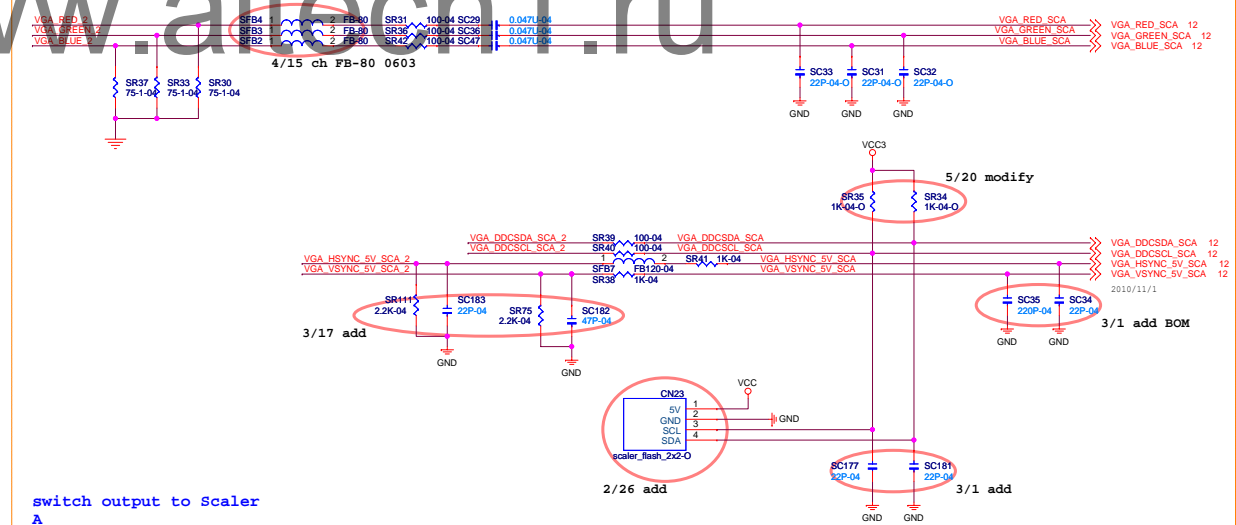 www.aitech1.ru
VGA_RED_2 SFB4 1 2 FB-80 SR31 100-04 SC29 0.047U-04 VGA_RED_SCA VGA_RED_SCA 12
VGA_GREEN_2 SFB3 1 2 FB-80 SR36 100-04 SC36 0.047U-04 VGA_GREEN_SCA VGA_GREEN_SCA 12
VGA_BLUE_2 SFB2 1 2 FB-80 SR42 100-04 SC47 0.047U-04 VGA_BLUE_SCA VGA_BLUE_SCA 12
4/15 ch FB-80 0603
SR37 SR33 SR30
75-1-04 75-1-04 75-1-04
SC33 SC31 SC32
22P-04-O 22P-04-O 22P-04-O
GND GND GND
VCC3
5/20 modify
SR35 SR34
1K-04-O 1K-04-O
VGA_DDCSDA_SCA_2 SR39 100-04 VGA_DDCSDA_SCA VGA_DDCSDA_SCA 12
VGA_DDCSCL_SCA_2 SR40 100-04 VGA_DDCSCL_SCA VGA_DDCSCL_SCA 12
VGA_HSYNC_5V_SCA_2 1 2 SR41 1K-04 VGA_HSYNC_5V_SCA VGA_HSYNC_5V_SCA 12
VGA_VSYNC_5V_SCA_2 SFB7 FB120-04 VGA_VSYNC_5V_SCA VGA_VSYNC_5V_SCA 12
SR38 1K-04
2010/11/1
SR111 SC183 SR75 SC182
2.2K-04 22P-04 2.2K-04 47P-04
3/17 add
GND GND
SC35 SC34
220P-04 22P-04
3/1 add BOM
GND GND
CN23 VCC
5V 1
GND 2 GND
SCL 3
SDA 4
scaler_flash_2x2-O
2/26 add
SC177 SC181
22P-04 22P-04
3/1 add
GND GND
switch output to Scaler
A